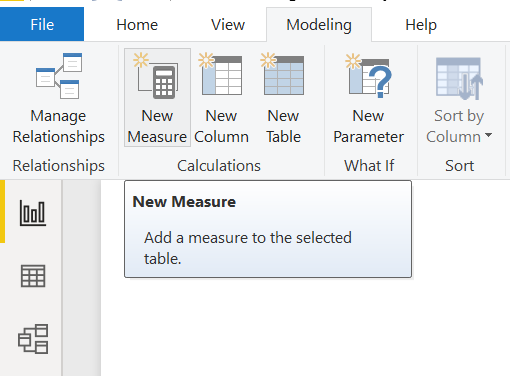 File Home View Modeling Help
Manage Relationships
New Measure
New Column
New Table
New Parameter
Sort by Column
Relationships Calculations What If Sort
New Measure
Add a measure to the selected
table.